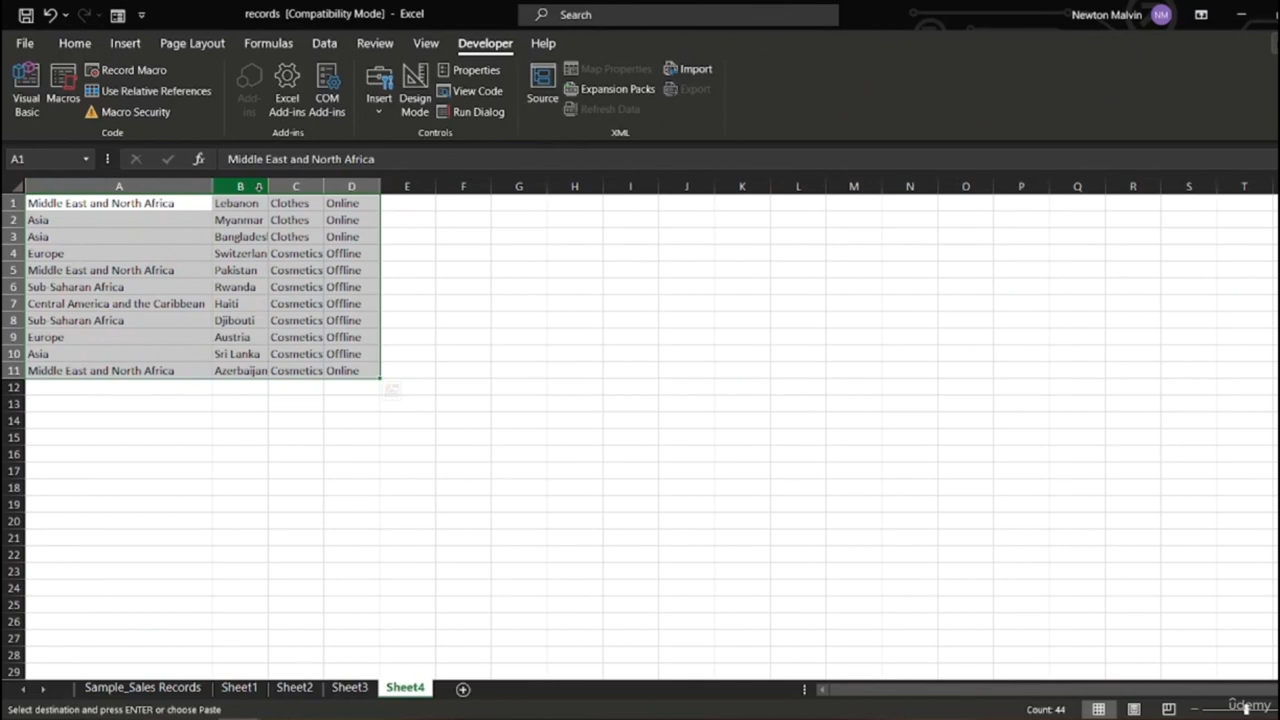 records [Compatibility Mode] - Excel
Search
Newton Malvin NM
File Home Insert Page Layout Formulas Data Review View Developer Help
Visual Basic
Macros
Record Macro
Use Relative References
Macro Security
Code
Add-ins
Excel Add-ins
COM Add-ins
Add-ins
Insert
Design Mode
Properties
View Code
Run Dialog
Controls
Source
Map Properties
Expansion Packs
Refresh Data
Import
Export
XML
A1 fx Middle East and North Africa
A B C D E F G H I J K L M N O P Q R S T
1 Middle East and North Africa Lebanon Clothes Online
2 Asia Myanmar Clothes Online
3 Asia Banglades Clothes Online
4 Europe Switzerlan Cosmetics Offline
5 Middle East and North Africa Pakistan Cosmetics Offline
6 Sub-Saharan Africa Rwanda Cosmetics Offline
7 Central America and the Caribbean Haiti Cosmetics Offline
8 Sub-Saharan Africa Djibouti Cosmetics Offline
9 Europe Austria Cosmetics Offline
10 Asia Sri Lanka Cosmetics Offline
11 Middle East and North Africa Azerbaijan Cosmetics Online
12
13
14
15
16
17
18
19
20
21
22
23
24
25
26
27
28
29
Sample_Sales Records Sheet1 Sheet2 Sheet3 Sheet4
Select destination and press ENTER or choose Paste
Count: 44
udemy